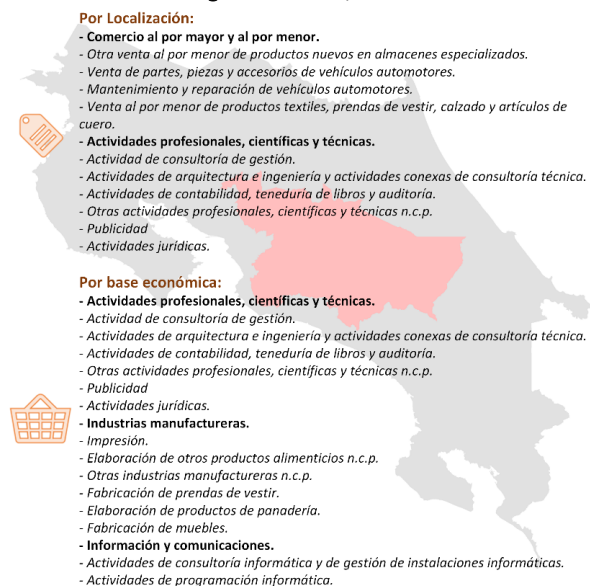 Por Localización:
- Comercio al por mayor y al por menor.
- Otra venta al por menor de productos nuevos en almacenes especializados.
- Venta de partes, piezas y accesorios de vehículos automotores.
- Mantenimiento y reparación de vehículos automotores.
- Venta al por menor de productos textiles, prendas de vestir, calzado y artículos de
cuero.
- Actividades profesionales, científicas y técnicas.
- Actividad de consultoría de gestión.
- Actividades de arquitectura e ingeniería y actividades conexas de consultoría técnica.
- Actividades de contabilidad, teneduría de libros y auditoría.
- Otras actividades profesionales, científicas y técnicas n.c.p.
- Publicidad
- Actividades jurídicas.
Por base económica:
- Actividades profesionales, científicas y técnicas.
- Actividad de consultoría de gestión.
- Actividades de arquitectura e ingeniería y actividades conexas de consultoría técnica.
- Actividades de contabilidad, teneduría de libros y auditoría.
- Otras actividades profesionales, científicas y técnicas n.c.p.
- Publicidad
- Actividades jurídicas.
- Industrias manufactureras.
- Impresión.
- Elaboración de otros productos alimenticios n.c.p.
- Otras industrias manufactureras n.c.p.
- Fabricación de prendas de vestir.
- Elaboración de productos de panadería.
- Fabricación de muebles.
- Información y comunicaciones.
- Actividades de consultoría informática y de gestión de instalaciones informáticas.
- Actividades de programación informática.